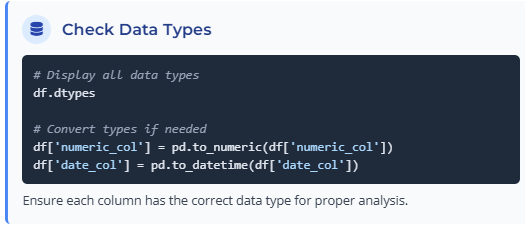 Check Data Types
# Display all data types
df.dtypes
# Convert types if needed
df['numeric_col'] = pd.to_numeric(df['numeric_col'])
df['date_col'] = pd.to_datetime(df['date_col'])
Ensure each column has the correct data type for proper analysis.